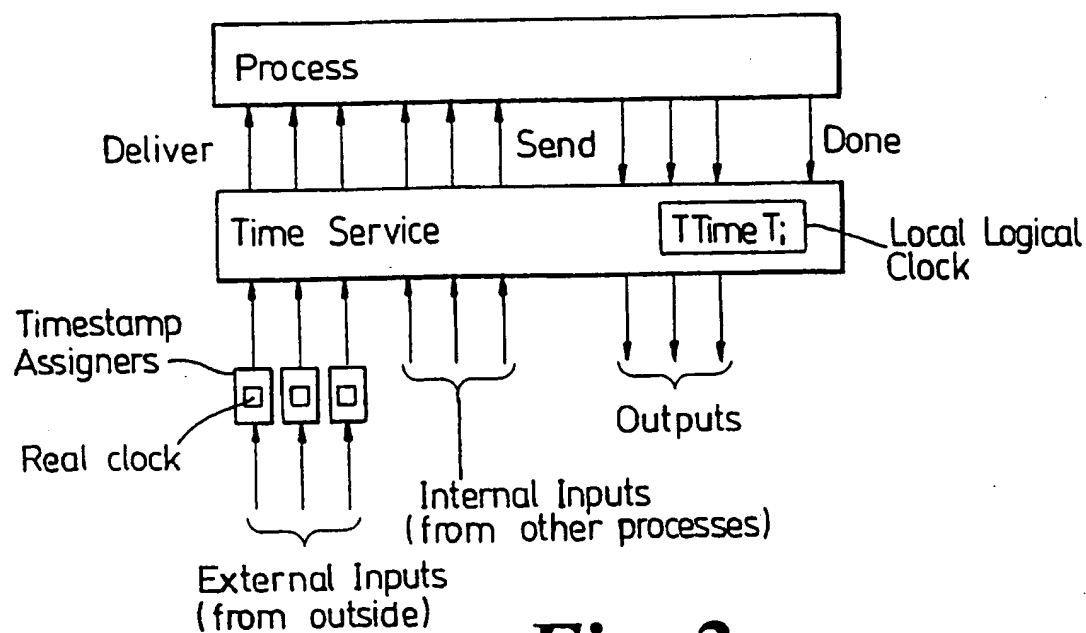 Process
Deliver
Send
Done
Time Service
TTime Ti
Local Logical
Clock
Timestamp
Assigners
Real clock
Outputs
Internal Inputs
(from other processes)
External Inputs
(from outside)